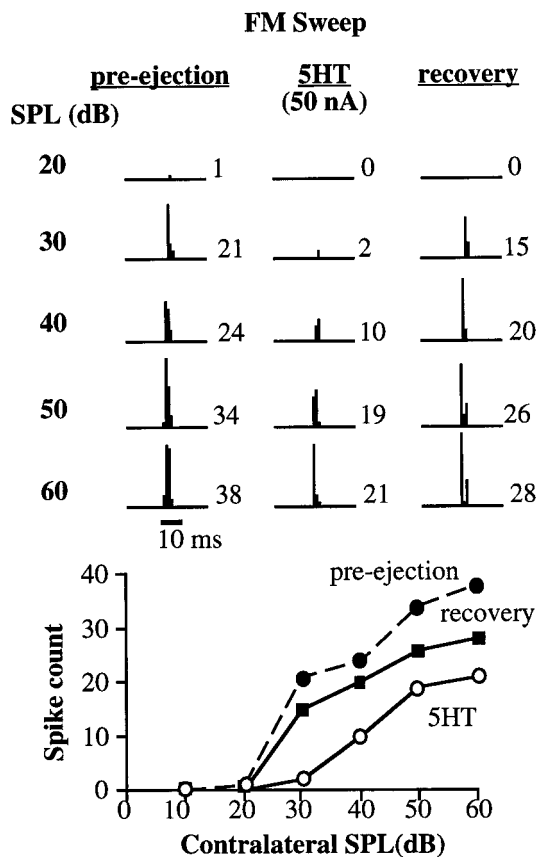 FM Sweep
pre-ejection 5HT recovery
SPL (dB) (50 nA)
20 1 0 0
30 21 2 15
40 24 10 20
50 34 19 26
60 38 21 28
10 ms
40
30
20
10
0
Spike count
pre-ejection
recovery
5HT
0 10 20 30 40 50 60
Contralateral SPL(dB)